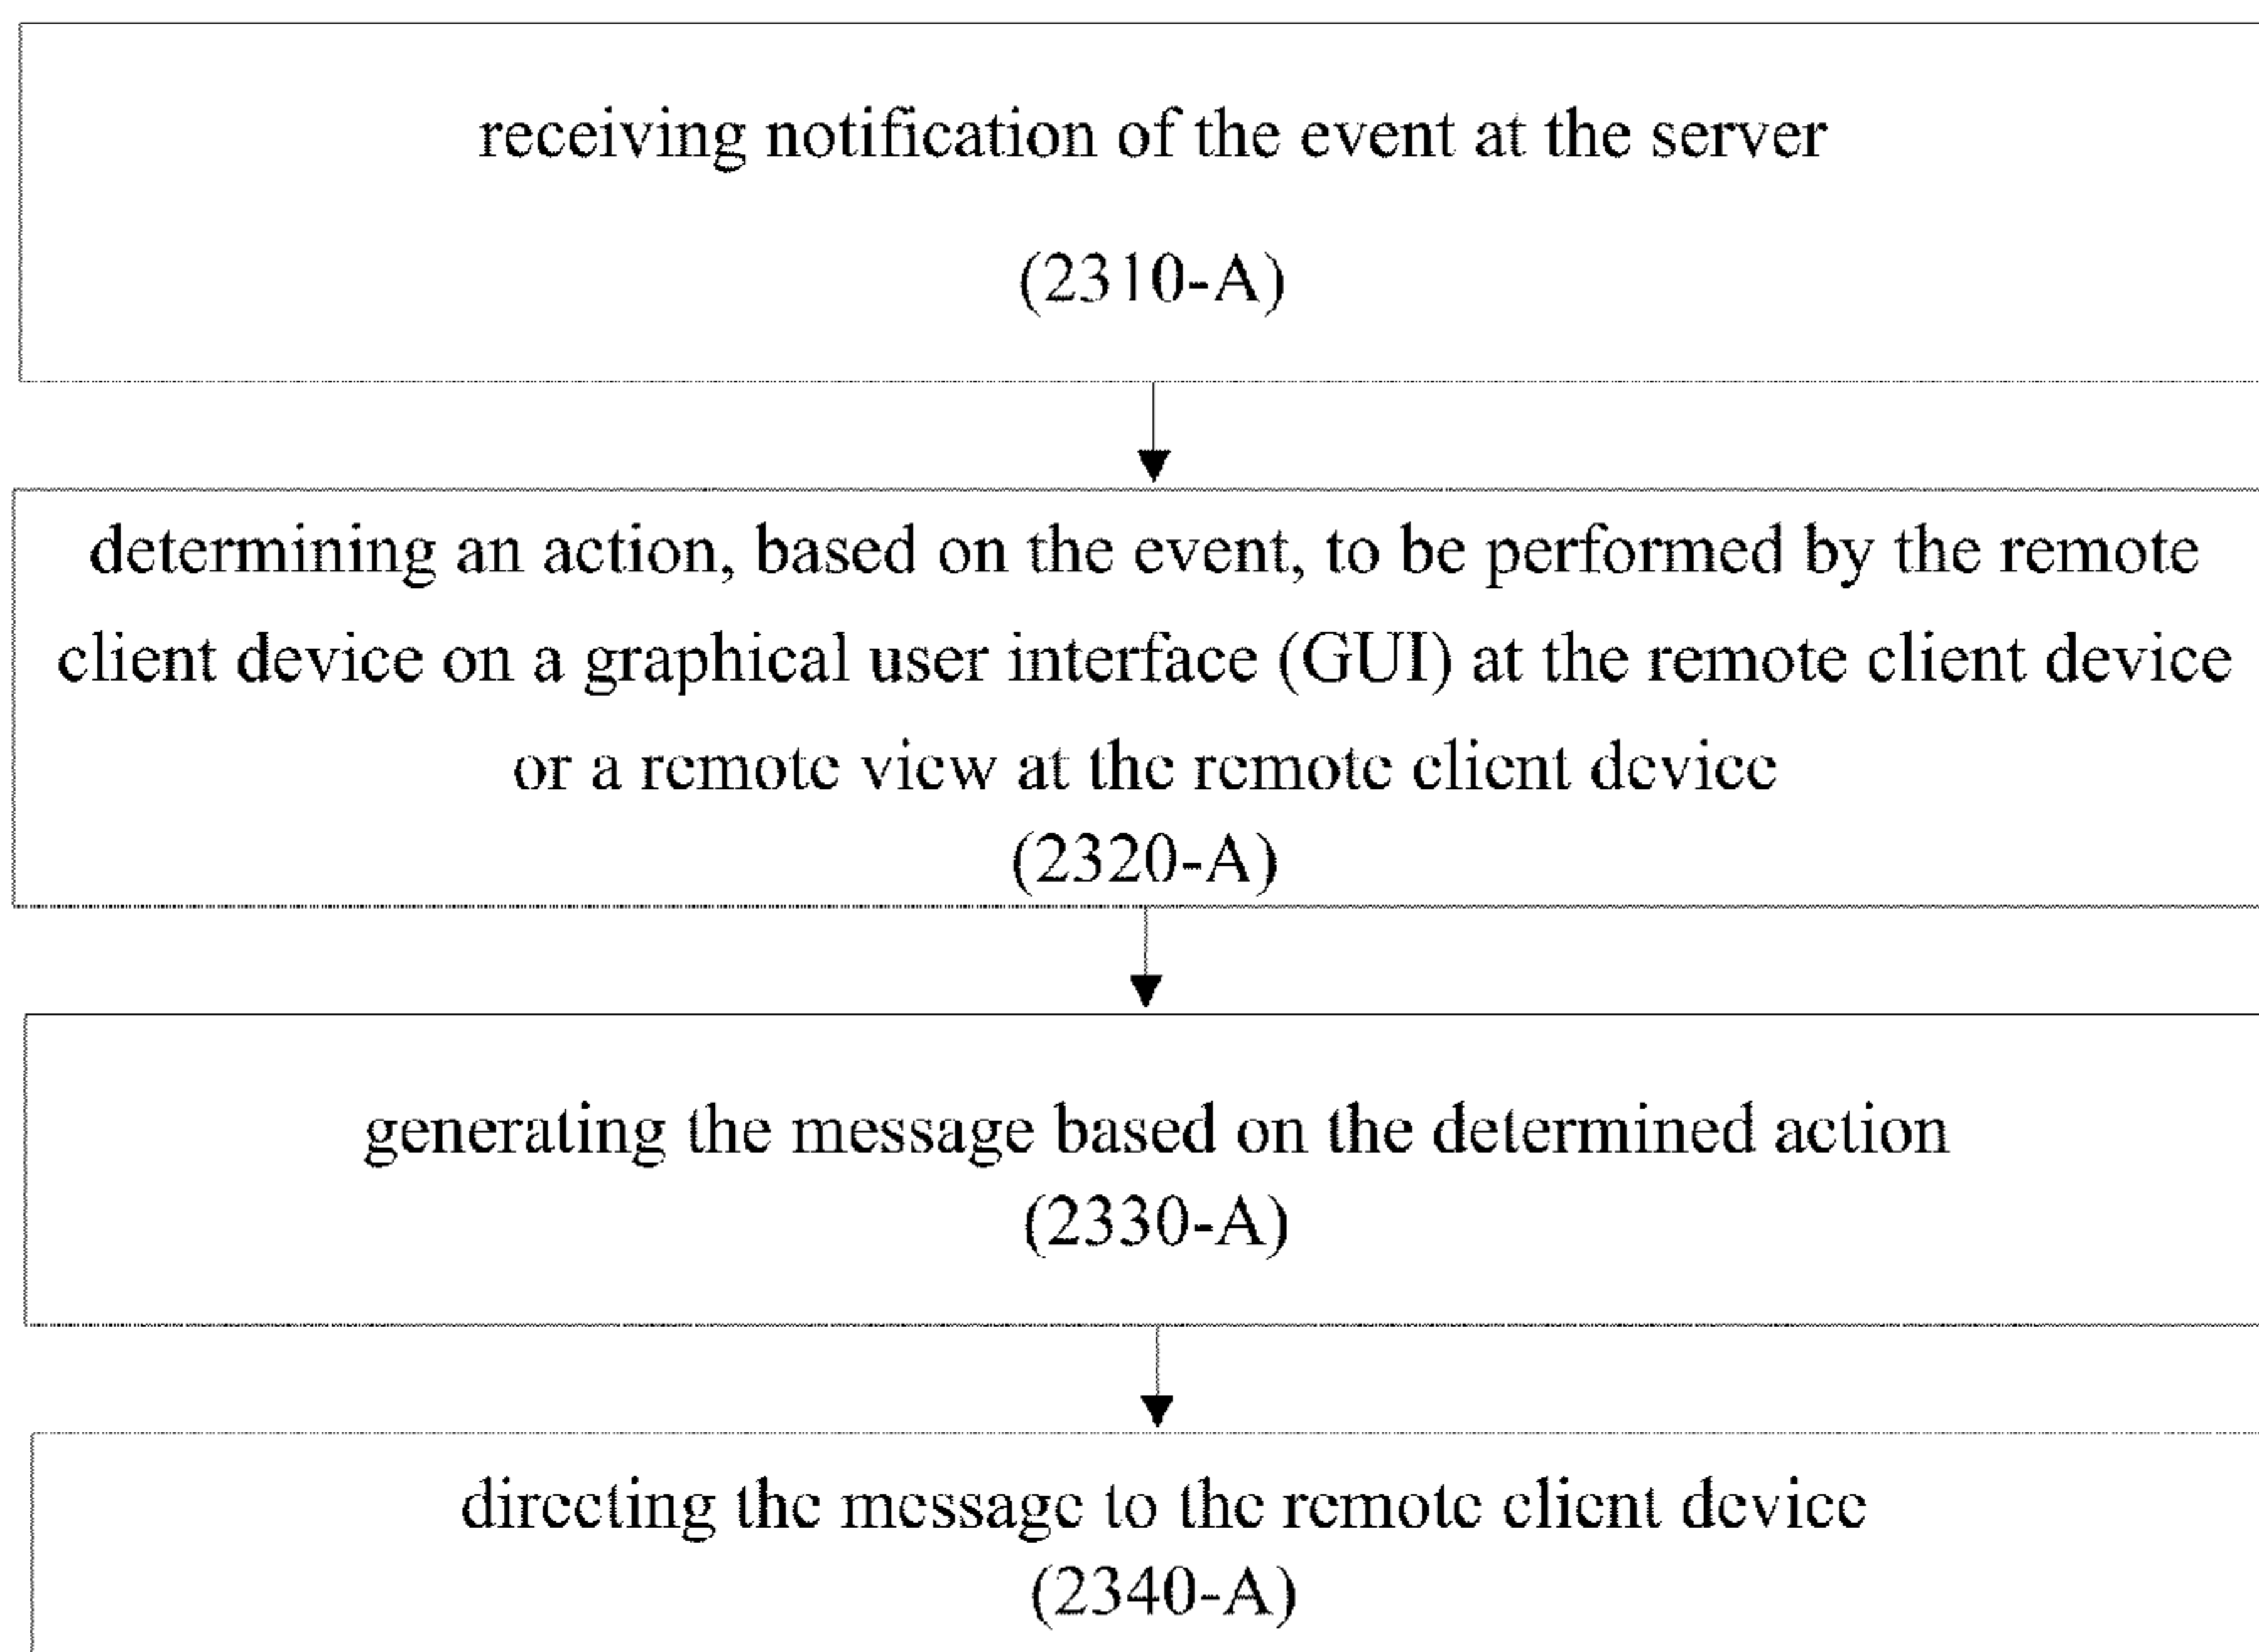 receiving notification of the event at the server
(2310-A)
determining an action, based on the event, to be performed by the remote
client device on a graphical user interface (GUI) at the remote client device
or a remote view at the remote client device
(2320-A)
generating the message based on the determined action
(2330-A)
directing the message to the remote client device
(2340-A)